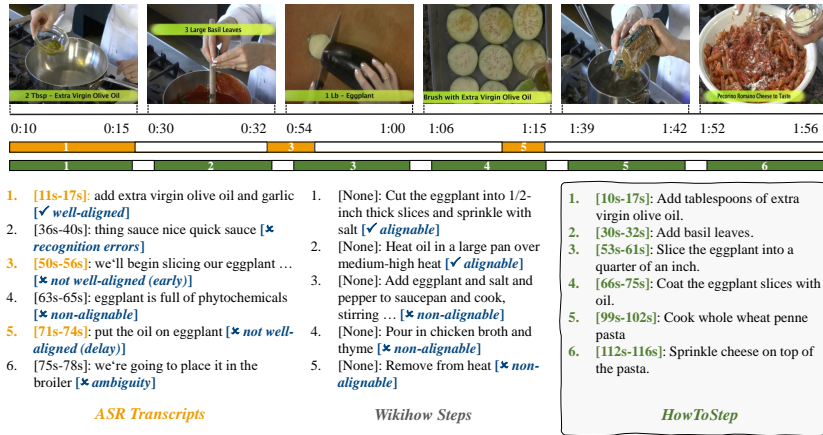 3 Large Basil Leaves
2 Tbsp – Extra Virgin Olive Oil
1 Lb – Eggplant
Brush with Extra Virgin Olive Oil
Pecorino Romano Cheese to Taste
0:10 0:15 0:30 0:32 0:54 1:00 1:06 1:15 1:39 1:42 1:52 1:56
1 3 5
1 2 3 4 5 6
1. [11s-17s]: add extra virgin olive oil and garlic
[✓ well-aligned]
2. [36s-40s]: thing sauce nice quick sauce [✘
recognition errors]
3. [50s-56s]: we'll begin slicing our eggplant …
[✘ not well-aligned (early)]
4. [63s-65s]: eggplant is full of phytochemicals
[✘ non-alignable]
5. [71s-74s]: put the oil on eggplant [✘ not well-
aligned (delay)]
6. [75s-78s]: we're going to place it in the
broiler [✘ ambiguity]
ASR Transcripts
1. [None]: Cut the eggplant into 1/2-
inch thick slices and sprinkle with
salt [✓ alignable]
2. [None]: Heat oil in a large pan over
medium-high heat [✓ alignable]
3. [None]: Add eggplant and salt and
pepper to saucepan and cook,
stirring … [✘ non-alignable]
4. [None]: Pour in chicken broth and
thyme [✘ non-alignable]
5. [None]: Remove from heat [✘ non-
alignable]
Wikihow Steps
1. [10s-17s]: Add tablespoons of extra
virgin olive oil.
2. [30s-32s]: Add basil leaves.
3. [53s-61s]: Slice the eggplant into a
quarter of an inch.
4. [66s-75s]: Coat the eggplant slices with
oil.
5. [99s-102s]: Cook whole wheat penne
pasta
6. [112s-116s]: Sprinkle cheese on top of
the pasta.
HowToStep